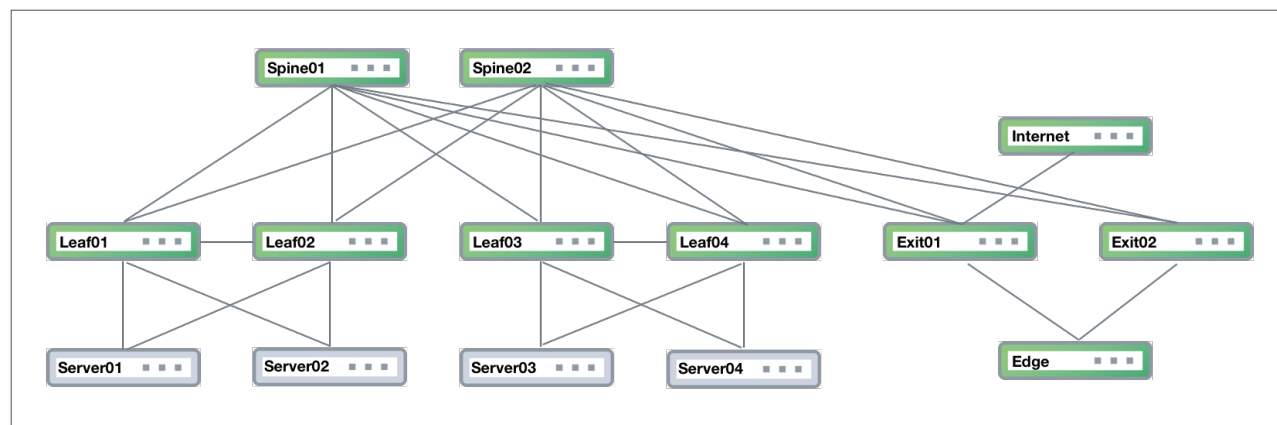 Spine01
Spine02
Internet
Leaf01
Leaf02
Leaf03
Leaf04
Exit01
Exit02
Server01
Server02
Server03
Server04
Edge